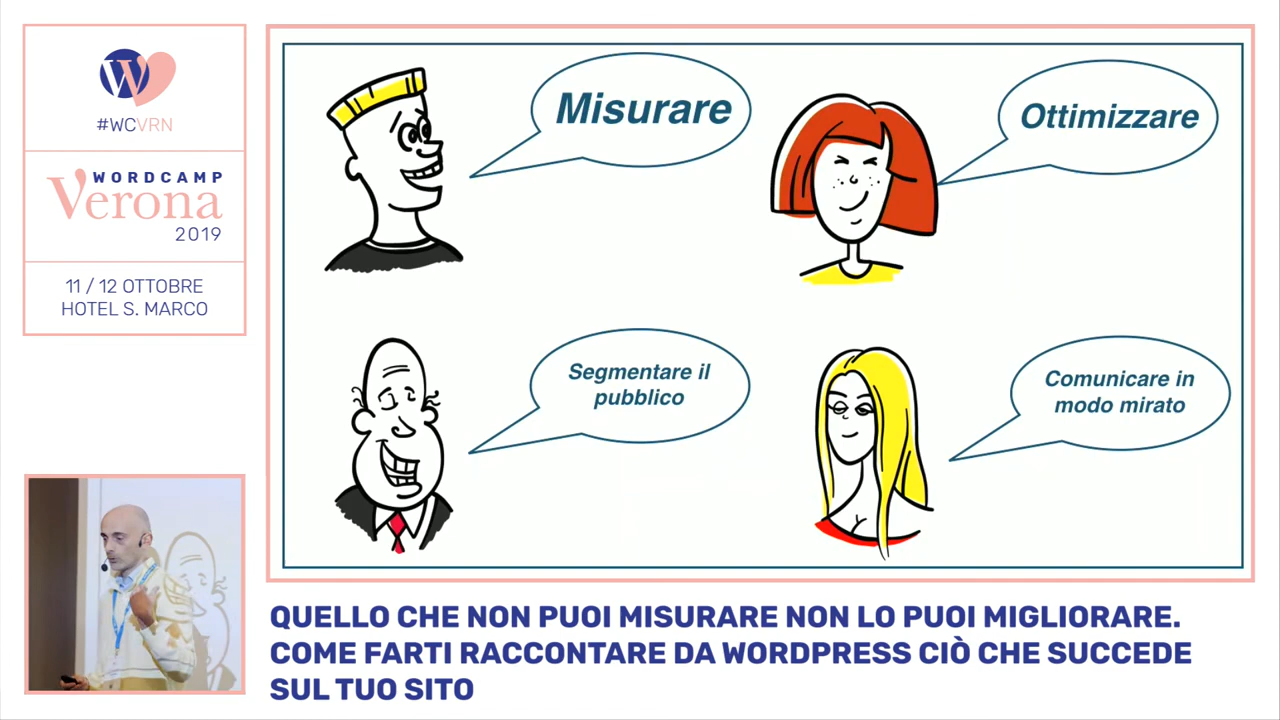 #WCVRN
WORDCAMP
Verona
2019
11 / 12 OTTOBRE
HOTEL S. MARCO
Misurare
Ottimizzare
Segmentare il
pubblico
Comunicare in
modo mirato
QUELLO CHE NON PUOI MISURARE NON LO PUOI MIGLIORARE.
COME FARTI RACCONTARE DA WORDPRESS CIÒ CHE SUCCEDE
SUL TUO SITO